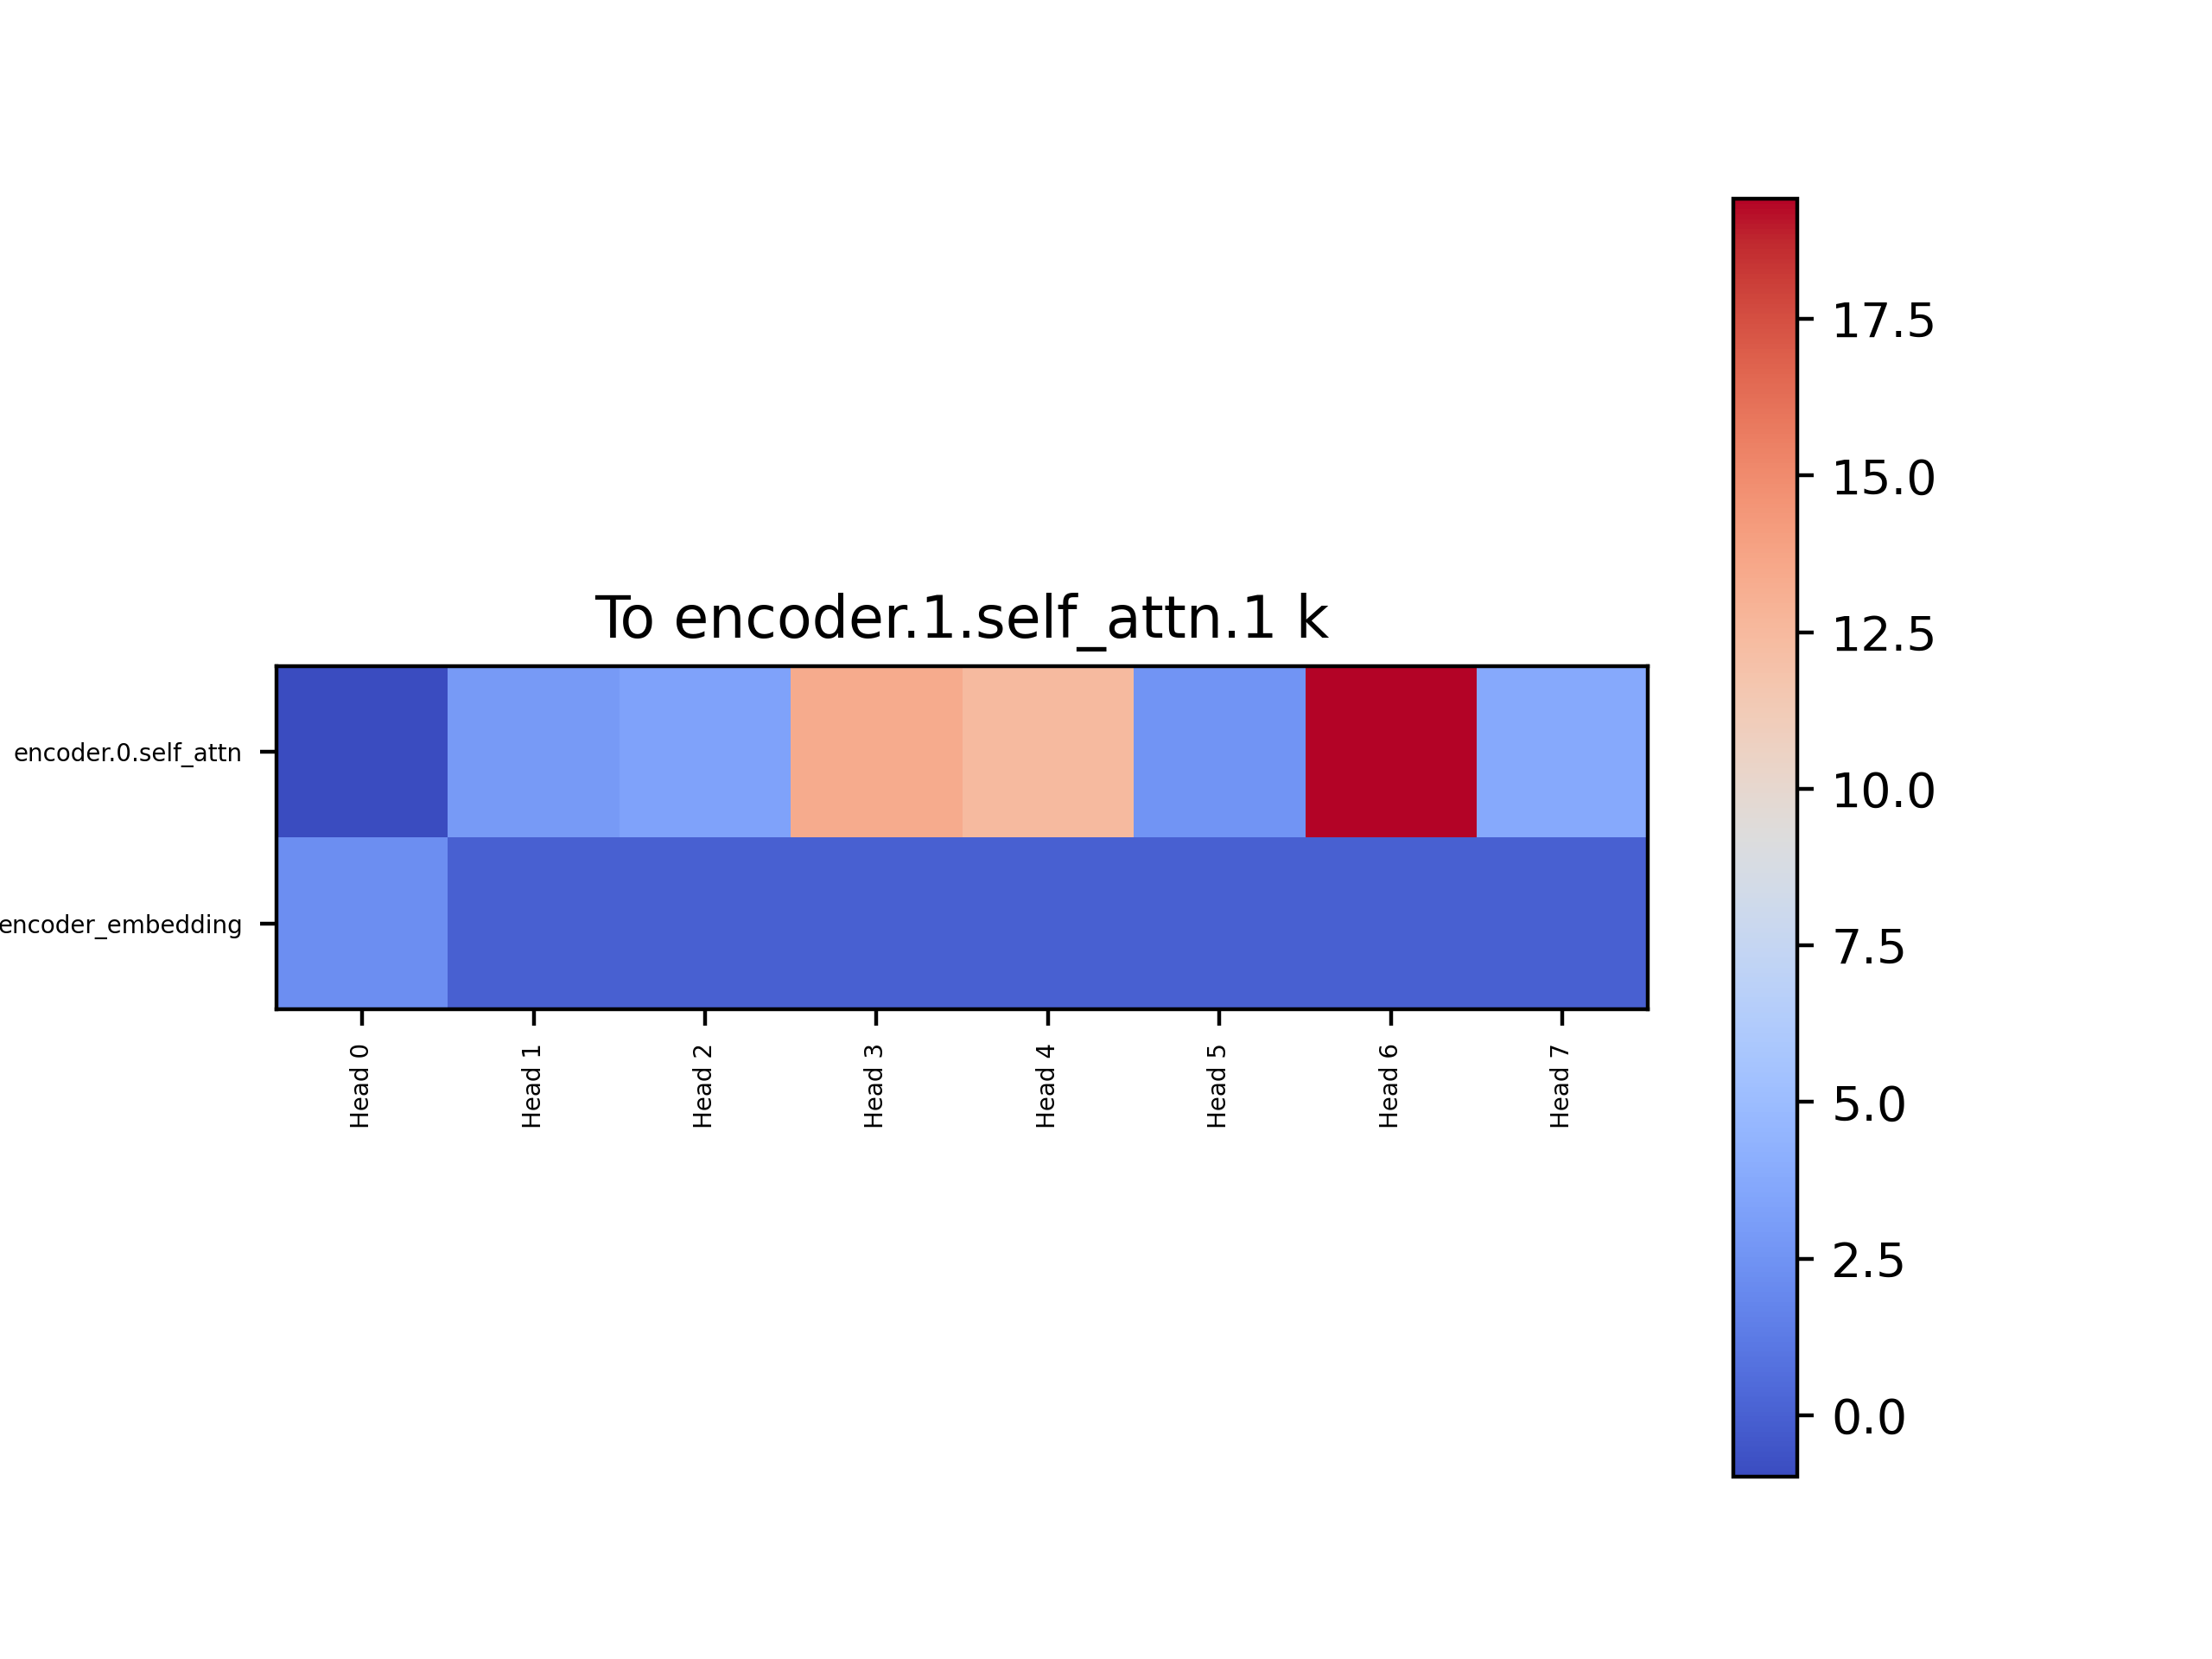 To encoder.1.self_attn.1 k
encoder.0.self_attn
encoder_embedding
Head 0
Head 1
Head 2
Head 3
Head 4
Head 5
Head 6
Head 7
17.5
15.0
12.5
10.0
7.5
5.0
2.5
0.0